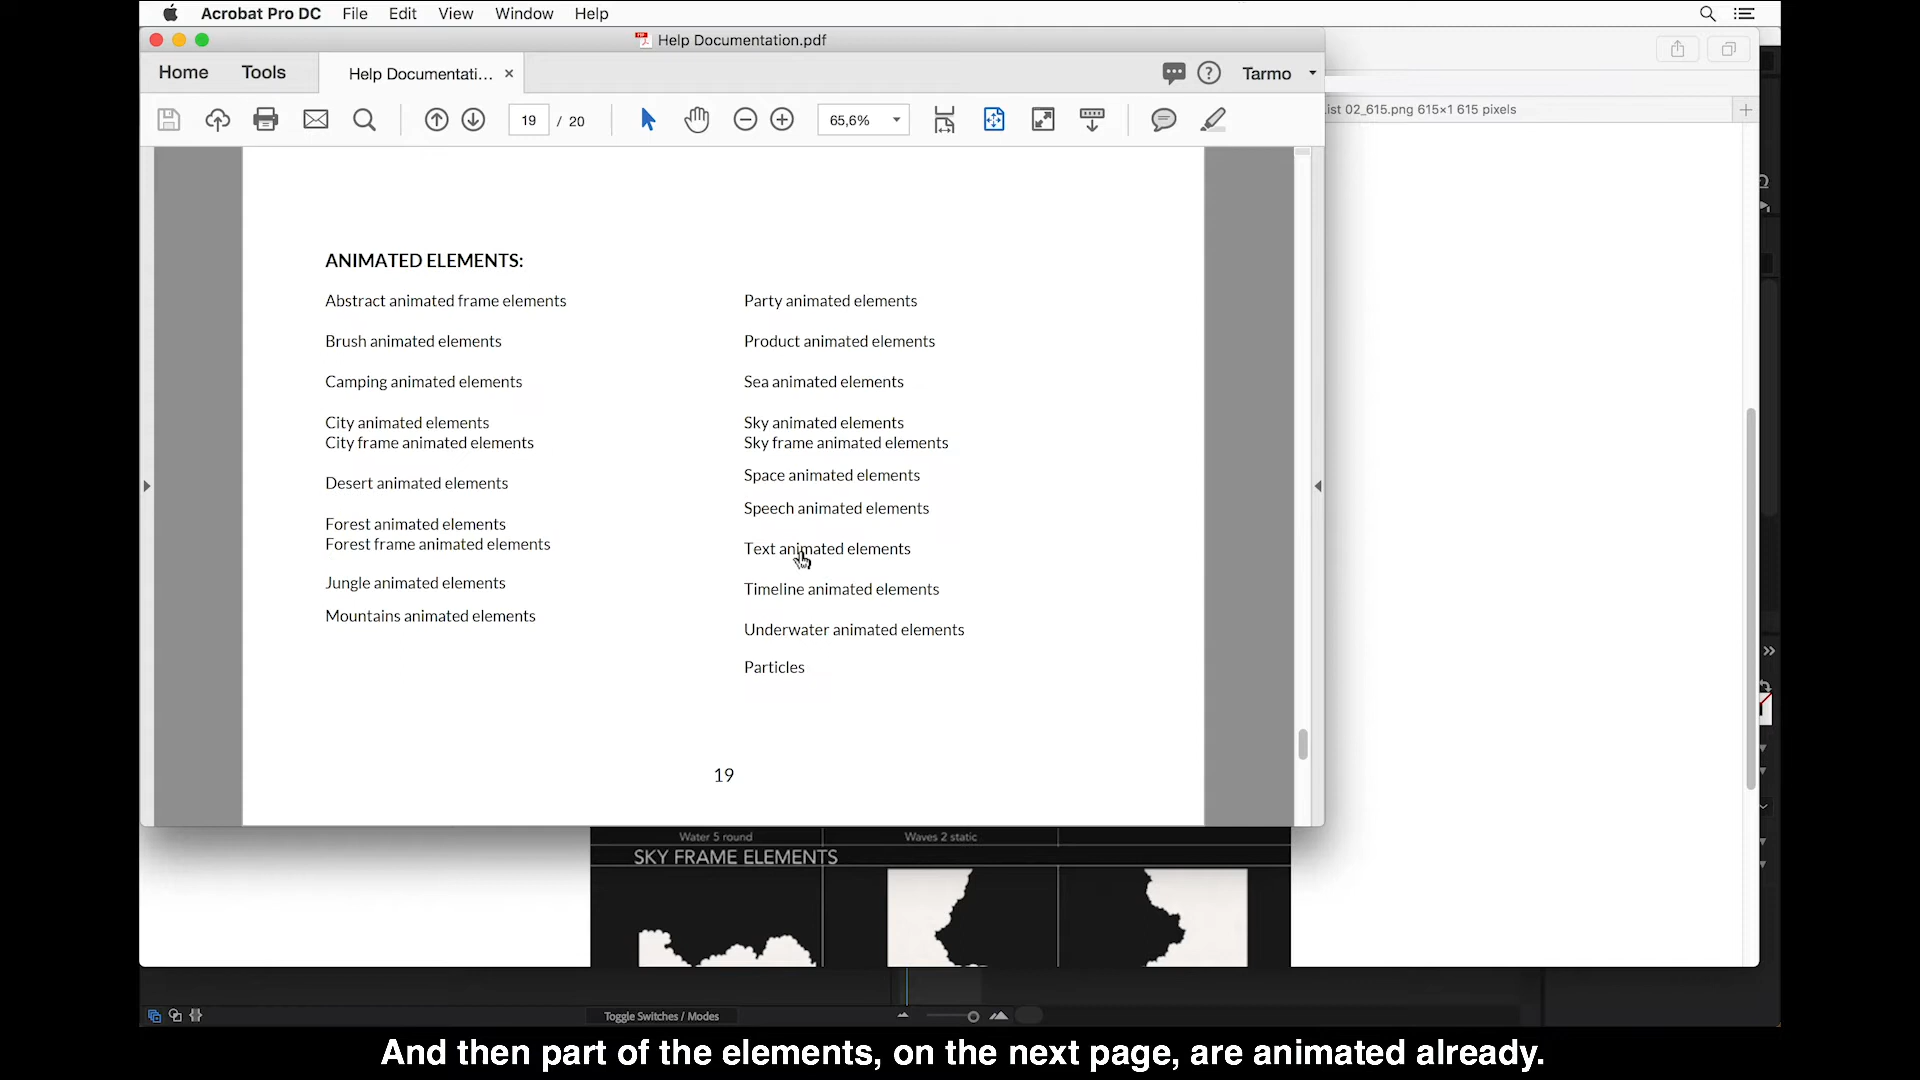 Acrobat Pro DC File Edit View Window Help
Help Documentation.pdf
Home Tools Help Documentati... × Tarmo
19 / 20 65,6%
ist 02_615.png 615×1 615 pixels
ANIMATED ELEMENTS:
Abstract animated frame elements
Brush animated elements
Camping animated elements
City animated elements
City frame animated elements
Desert animated elements
Forest animated elements
Forest frame animated elements
Jungle animated elements
Mountains animated elements
Party animated elements
Product animated elements
Sea animated elements
Sky animated elements
Sky frame animated elements
Space animated elements
Speech animated elements
Text animated elements
Timeline animated elements
Underwater animated elements
Particles
19
Water 5 round Waves 2 static
SKY FRAME ELEMENTS
Toggle Switches / Modes
And then part of the elements, on the next page, are animated already.